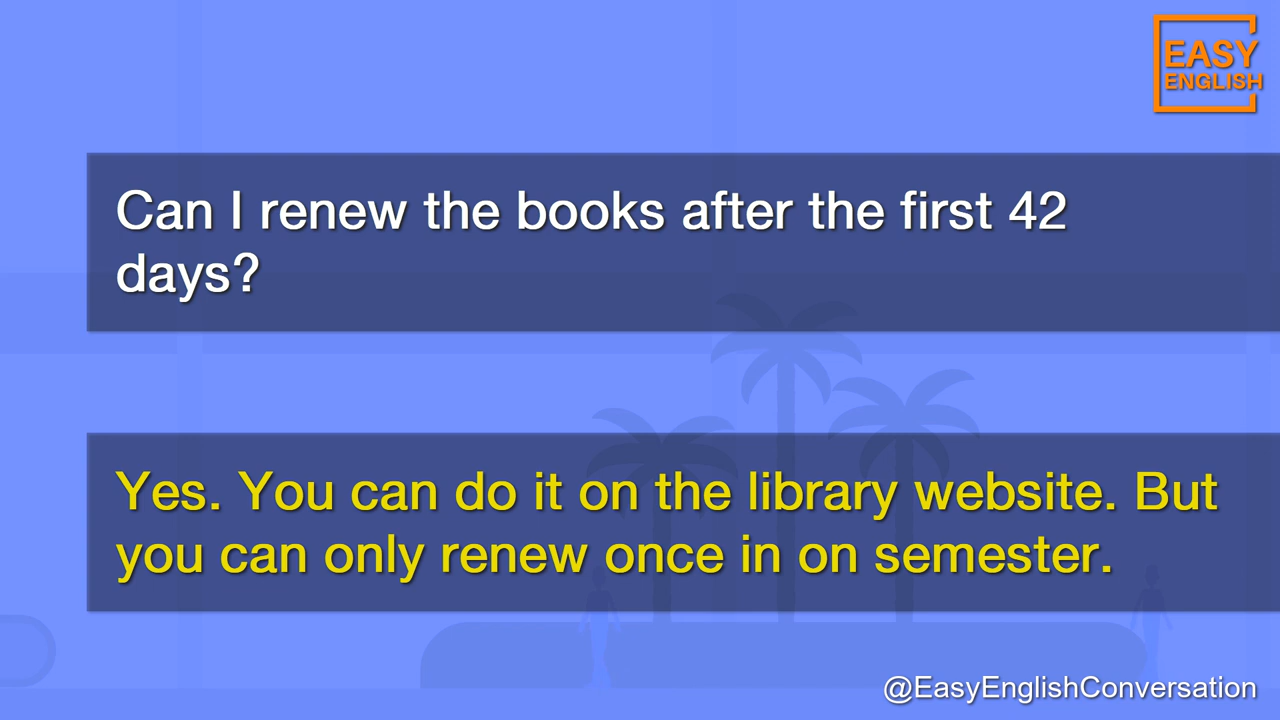 EASY
ENGLISH
Can I renew the books after the first 42
days?
Yes. You can do it on the library website. But
you can only renew once in on semester.
@EasyEnglishConversation